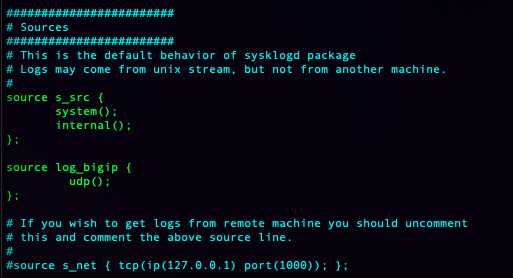 ########################
# Sources
########################
# This is the default behavior of sysklogd package
# Logs may come from unix stream, but not from another machine.
#
source s_src {
       system();
       internal();
};
source log_bigip {
         udp();
};
# If you wish to get logs from remote machine you should uncomment
# this and comment the above source line.
#
#source s_net { tcp(ip(127.0.0.1) port(1000)); };